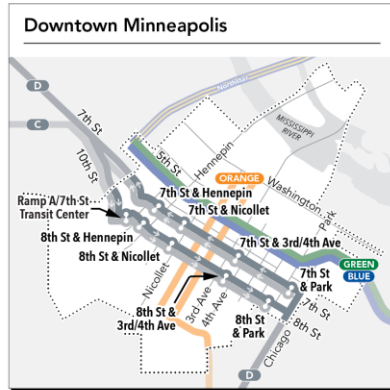 Downtown Minneapolis
D
C
7th St
10th St
5th St
Hennepin
Northstar
MISSISSIPPI
RIVER
ORANGE
Washington
Park
Ramp A/7th St
Transit Center
7th St & Hennepin
7th St & Nicollet
8th St & Hennepin
8th St & Nicollet
7th St & 3rd/4th Ave
GREEN
BLUE
7th St
& Park
Nicollet
8th St &
3rd/4th Ave
3rd Ave
4th Ave
8th St
& Park
7th St
8th St
Chicago
D